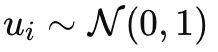 u_i ∼ 𝒩(0, 1)